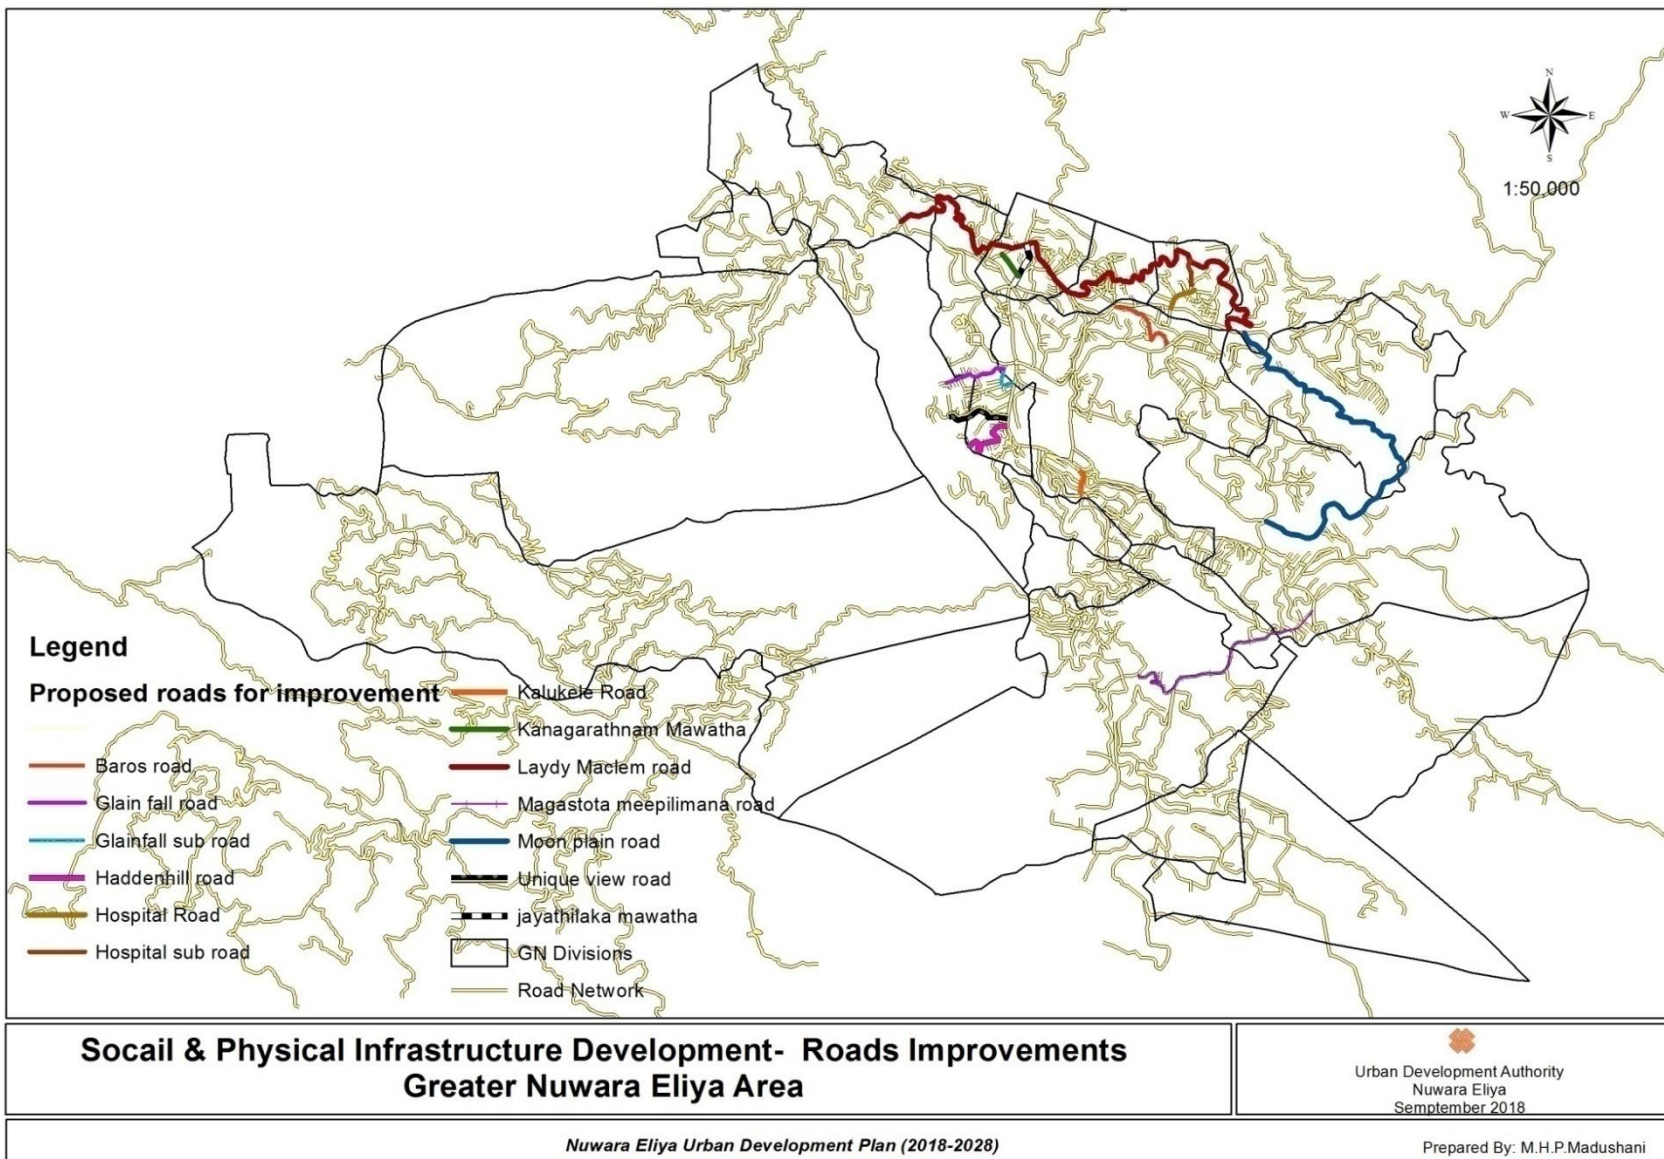 N
W E
S
1:50,000
Legend
Proposed roads for improvement
Baros road
Glain fall road
Glainfall sub road
Haddenhill road
Hospital Road
Hospital sub road
Kalukele Road
Kanagarathnam Mawatha
Laydy Maclem road
Magastota meepilimana road
Moon plain road
Unique view road
jayathilaka mawatha
GN Divisions
Road Network
Socail & Physical Infrastructure Development- Roads Improvements
Greater Nuwara Eliya Area
Urban Development Authority
Nuwara Eliya
Semptember 2018
Nuwara Eliya Urban Development Plan (2018-2028)
Prepared By: M.H.P.Madushani